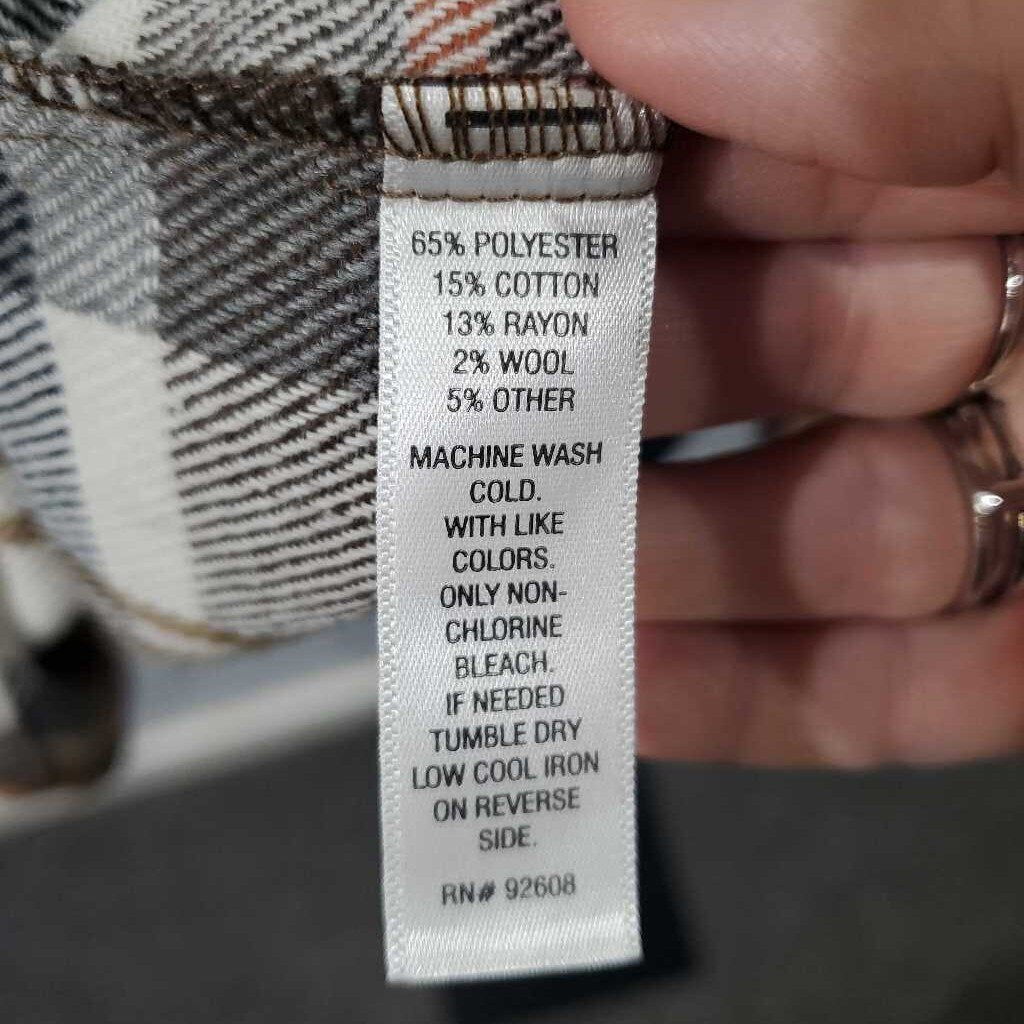 65% POLYESTER
15% COTTON
13% RAYON
2% WOOL
5% OTHER
MACHINE WASH
COLD.
WITH LIKE
COLORS.
ONLY NON-
CHLORINE
BLEACH.
IF NEEDED
TUMBLE DRY
LOW COOL IRON
ON REVERSE
SIDE.
RN# 92608